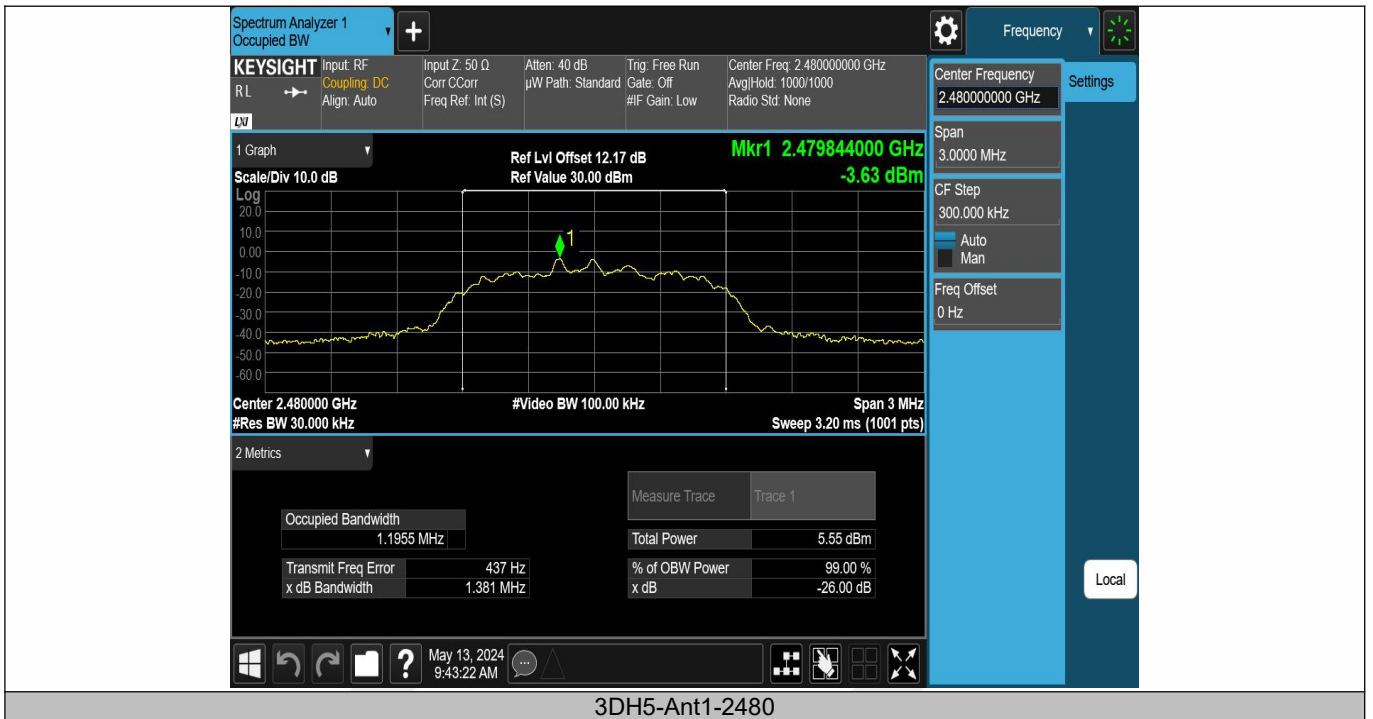 Spectrum Analyzer 1
Occupied BW
+
Frequency
KEYSIGHT Input: RF Input Z: 50 Ω Atten: 40 dB Trig: Free Run Center Freq: 2.480000000 GHz
RL Coupling: DC Corr CCorr µW Path: Standard Gate: Off Avg|Hold: 1000/1000
Align: Auto Freq Ref: Int (S) #IF Gain: Low Radio Std: None
LXI
Center Frequency
2.480000000 GHz
Settings
Span
3.0000 MHz
CF Step
300.000 kHz
Auto
Man
Freq Offset
0 Hz
Local
1 Graph
Ref Lvl Offset 12.17 dB
Mkr1 2.479844000 GHz
Scale/Div 10.0 dB
Ref Value 30.00 dBm
-3.63 dBm
Log
20.0
10.0
0.00
-10.0
-20.0
-30.0
-40.0
-50.0
-60.0
1
Center 2.480000 GHz #Video BW 100.00 kHz Span 3 MHz
#Res BW 30.000 kHz Sweep 3.20 ms (1001 pts)
2 Metrics
Measure Trace Trace 1
Occupied Bandwidth
1.1955 MHz
Total Power 5.55 dBm
Transmit Freq Error 437 Hz % of OBW Power 99.00 %
x dB Bandwidth 1.381 MHz x dB -26.00 dB
?
May 13, 2024
9:43:22 AM
3DH5-Ant1-2480